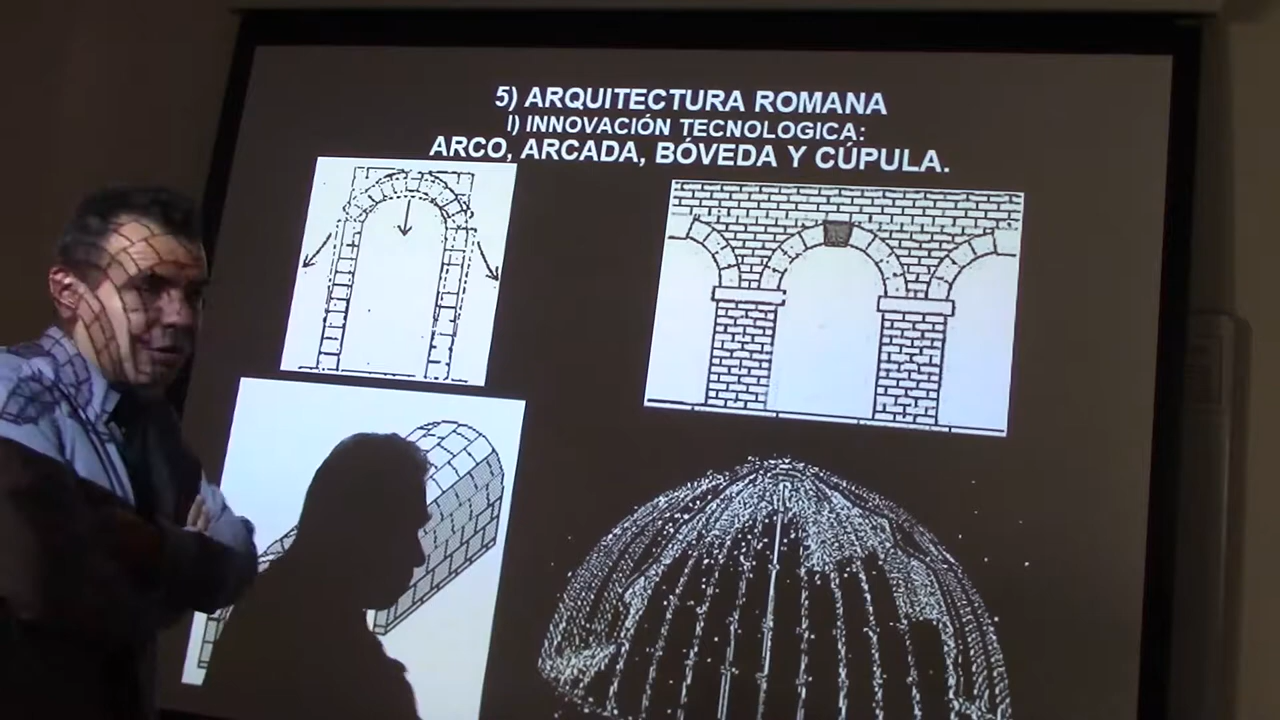 5) ARQUITECTURA ROMANA
I) INNOVACIÓN TECNOLOGICA:
ARCO, ARCADA, BÓVEDA Y CÚPULA.